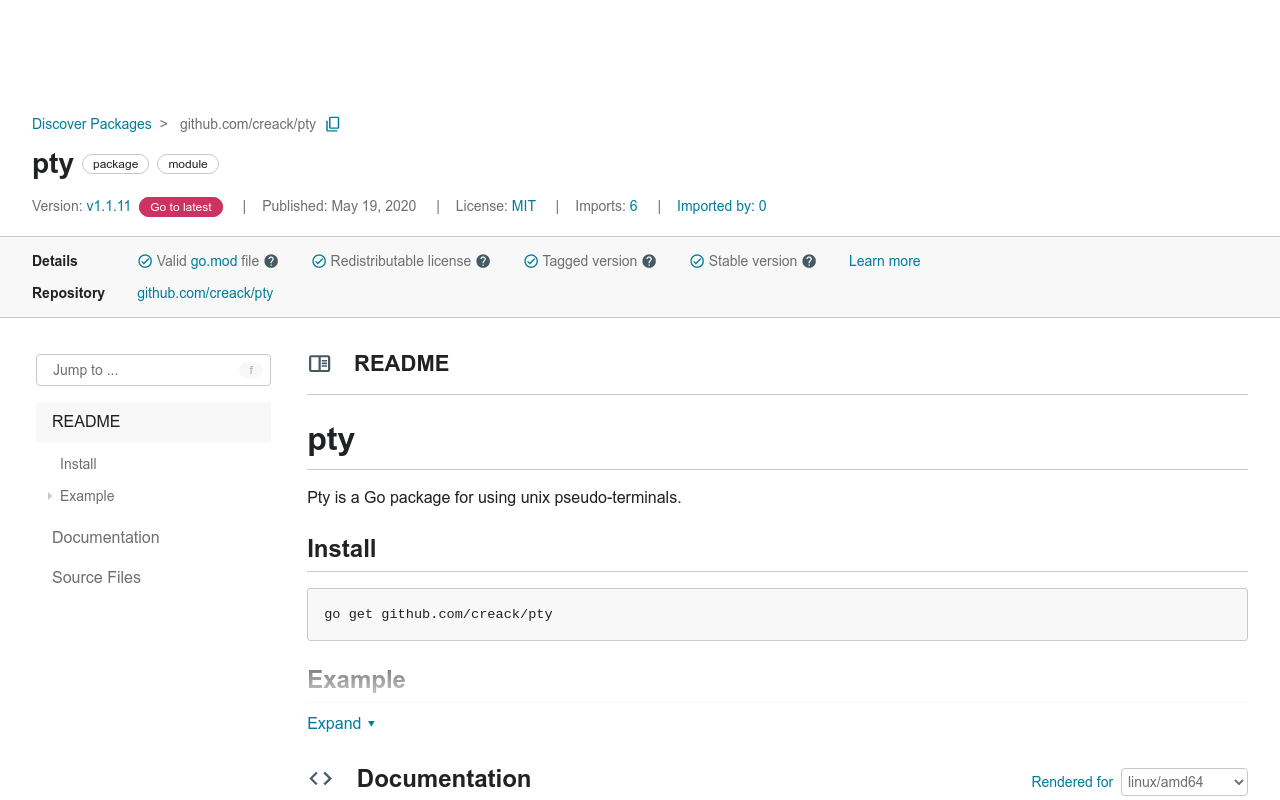 Discover Packages > github.com/creack/pty
pty package module
Version: v1.1.11 Go to latest | Published: May 19, 2020 | License: MIT | Imports: 6 | Imported by: 0
Details Valid go.mod file ? Redistributable license ? Tagged version ? Stable version ? Learn more
Repository github.com/creack/pty
Jump to ... f
README
Install
Example
Documentation
Source Files
README
pty
Pty is a Go package for using unix pseudo-terminals.
Install
go get github.com/creack/pty
Example
Expand ▼
<> Documentation
Rendered for linux/amd64